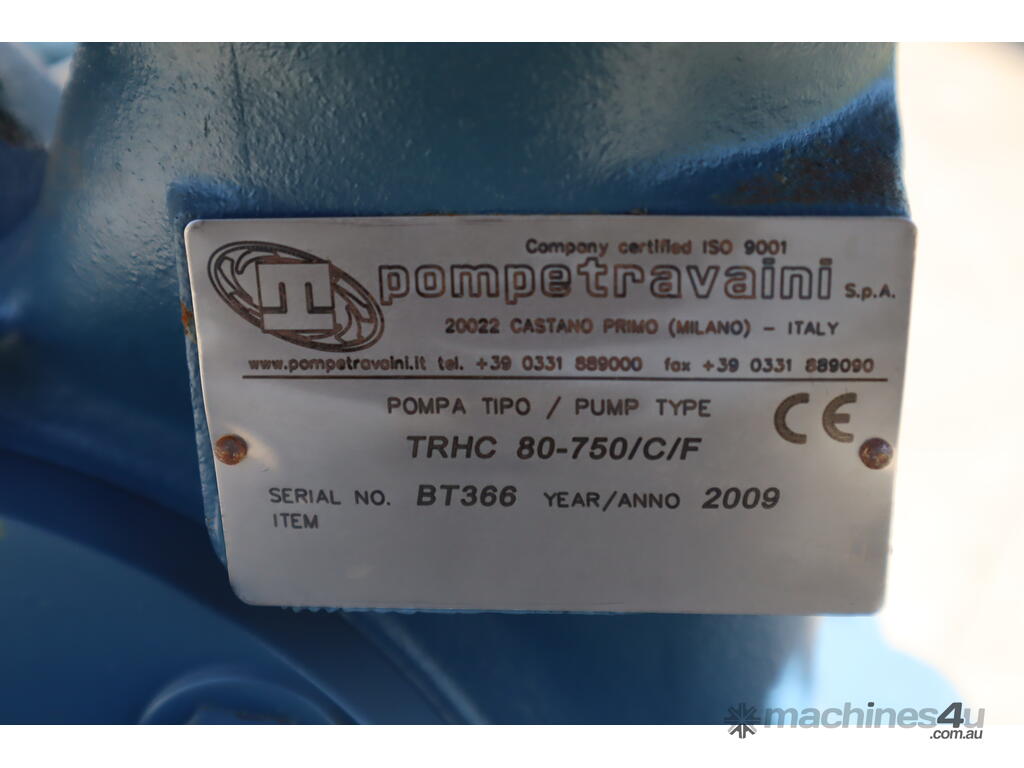 Company certified ISO 9001
pompetravaini S.p.A.
20022 CASTANO PRIMO (MILANO) - ITALY
www.pompetravaini.it tel. +39 0331 889000 fax +39 0331 889090
POMPA TIPO / PUMP TYPE
CE
TRHC 80-750/C/F
SERIAL NO. BT366 YEAR/ANNO 2009
ITEM
machines4u
.com.au